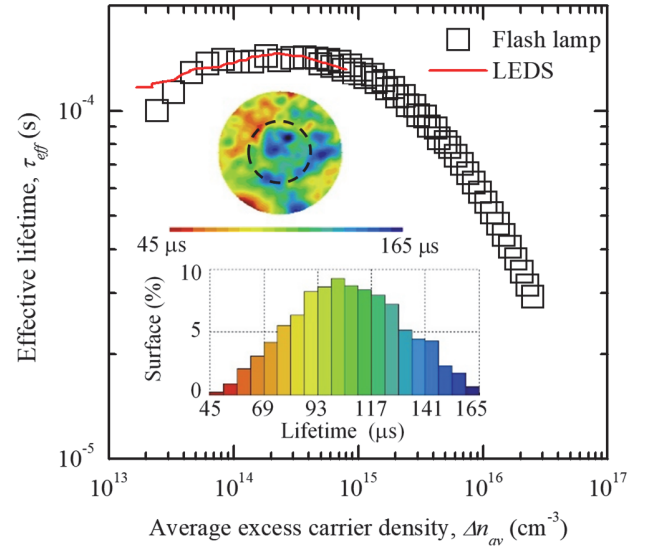 Flash lamp
LEDS
10^-4
Effective lifetime, τ_eff (s)
45 μs
165 μs
10
5
0
Surface (%)
45 69 93 117 141 165
Lifetime (μs)
10^-5
10^13 10^14 10^15 10^16 10^17
Average excess carrier density, Δn_av (cm^-3)